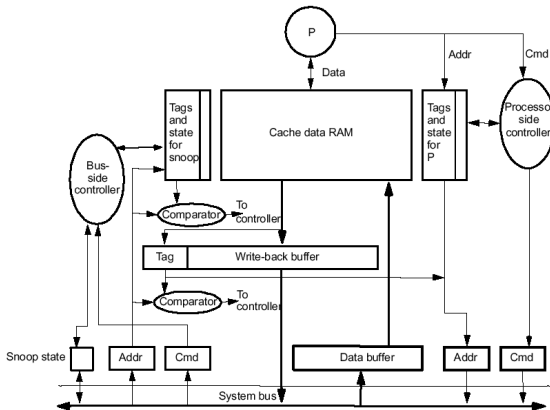 P
Addr
Cmd
Data
Tags
and
state
for
snoop
Cache data RAM
Tags
and
state
for
P
Processor-
side
controller
Bus-
side
controller
Comparator
To
controller
Tag
Write-back buffer
Comparator
To
controller
Snoop state
Addr
Cmd
Data buffer
Addr
Cmd
System bus